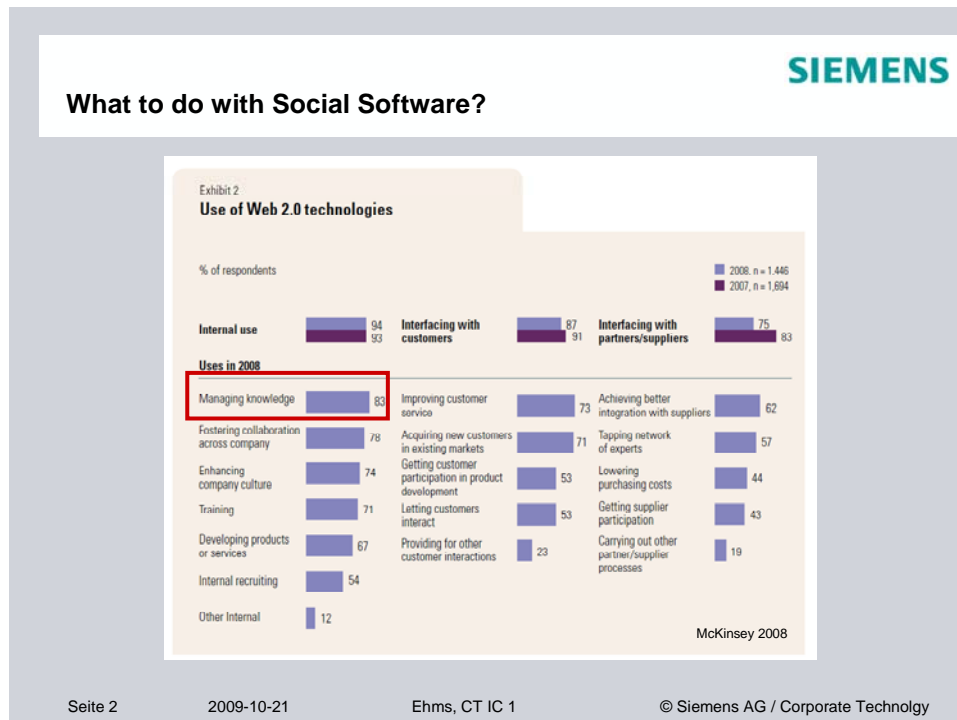 SIEMENS
What to do with Social Software?
Exhibit 2
Use of Web 2.0 technologies
% of respondents
2008. n = 1.446
2007, n = 1,694
Internal use
94
93
Interfacing with
customers
87
91
Interfacing with
partners/suppliers
75
83
Uses in 2008
Managing knowledge
83
Fostering collaboration
across company
78
Enhancing
company culture
74
Training
71
Developing products
or services
67
Internal recruiting
54
Other Internal
12
Improving customer
service
73
Acquiring new customers
in existing markets
71
Getting customer
participation in product
development
53
Letting customers
interact
53
Providing for other
customer interactions
23
Achieving better
integration with suppliers
62
Tapping network
of experts
57
Lowering
purchasing costs
44
Getting supplier
participation
43
Carrying out other
partner/supplier
processes
19
McKinsey 2008
Seite 2
2009-10-21
Ehms, CT IC 1
© Siemens AG / Corporate Technolgy